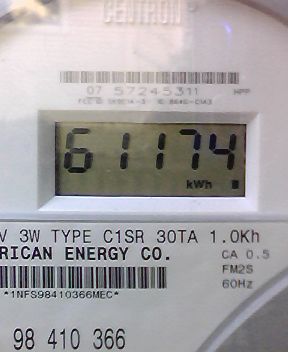 CENTRON
07 57245311
61174
kWh
V 3W TYPE C1SR 30TA 1.0Kh
RICAN ENERGY CO. CA 0.5
FM2S
60Hz
*1NFS98410366MEC*
98 410 366